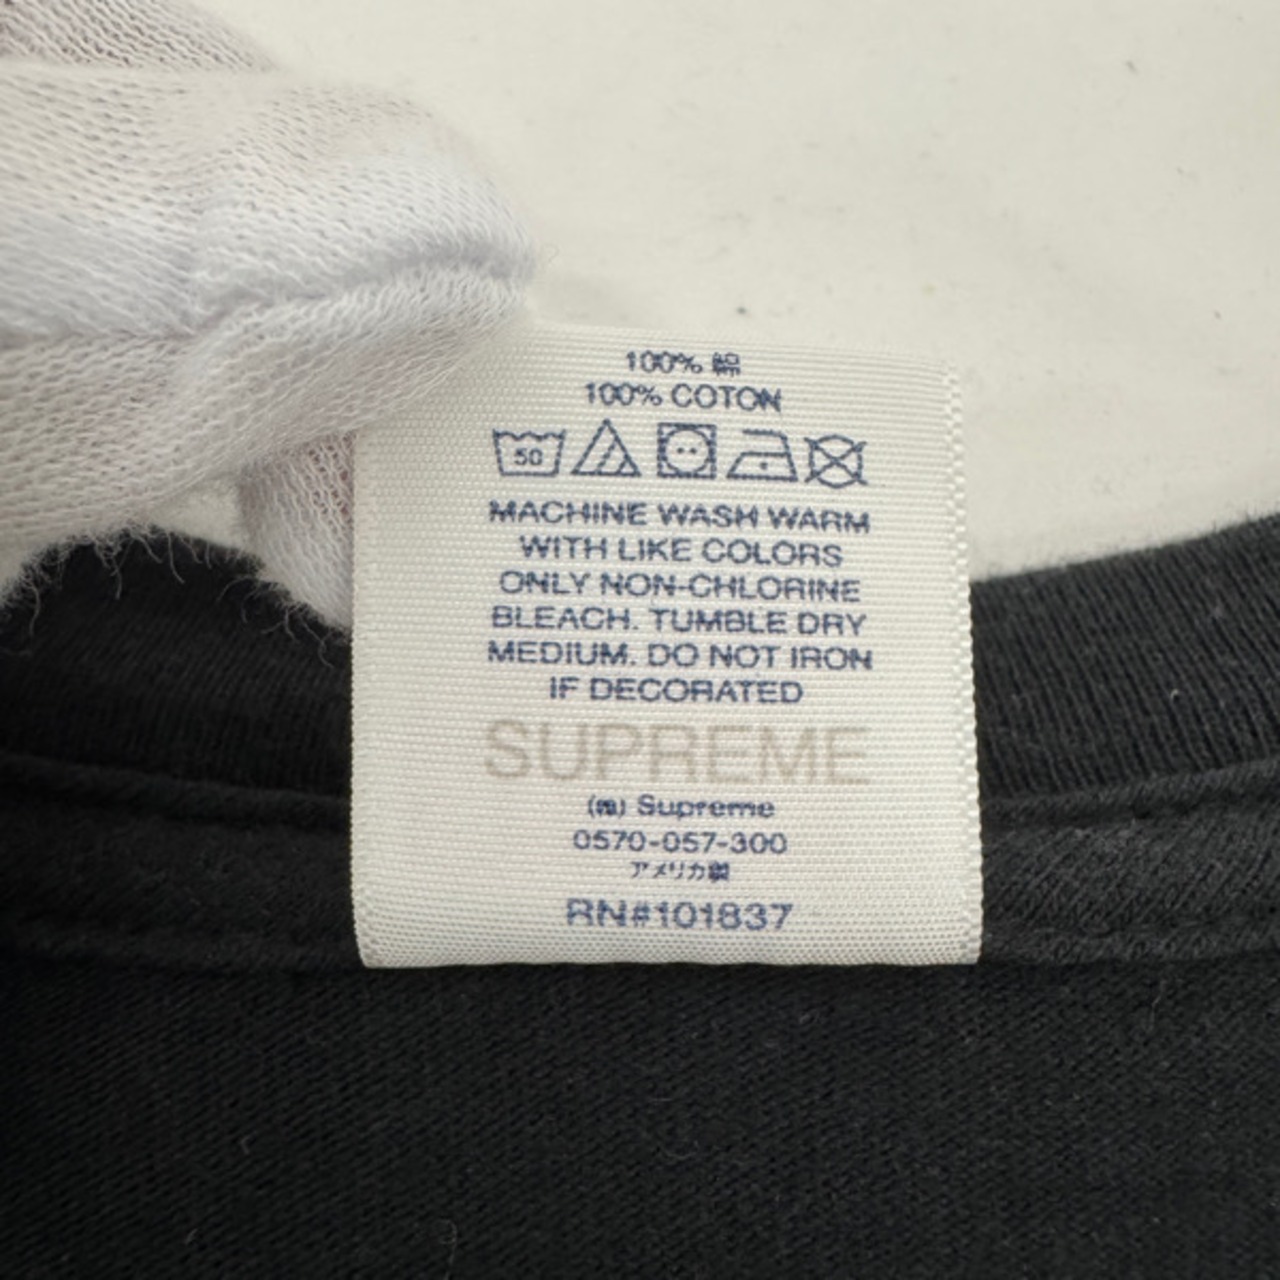 100% 綿
100% COTON
50
MACHINE WASH WARM
WITH LIKE COLORS
ONLY NON-CHLORINE
BLEACH. TUMBLE DRY
MEDIUM. DO NOT IRON
IF DECORATED
SUPREME
(株) Supreme
0570-057-300
アメリカ製
RN#101837